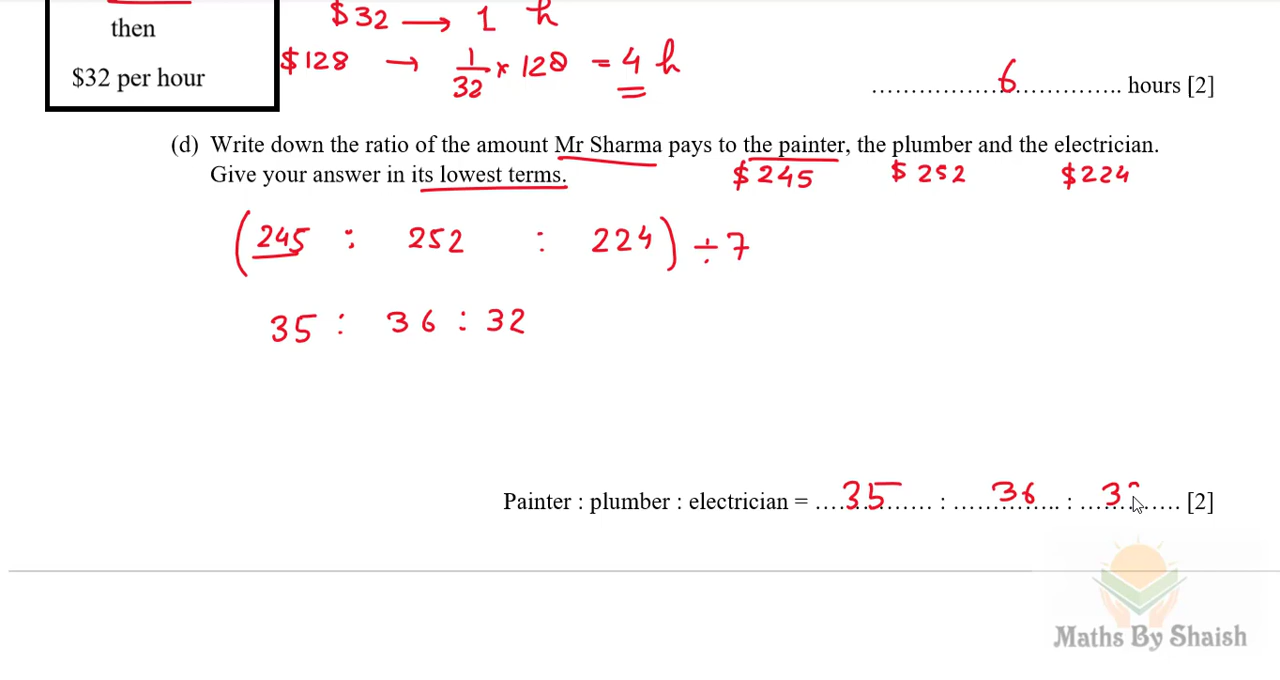 $32 → 1 h
then
$128 → 1/32 × 128 = 4 h
$32 per hour
....................6.................... hours [2]
(d) Write down the ratio of the amount Mr Sharma pays to the painter, the plumber and the electrician.
Give your answer in its lowest terms.
$245 $252 $224
(245 : 252 : 224) ÷ 7
35 : 36 : 32
Painter : plumber : electrician = ....35........ : ....36........ : ....3........ [2]
Maths By Shaish